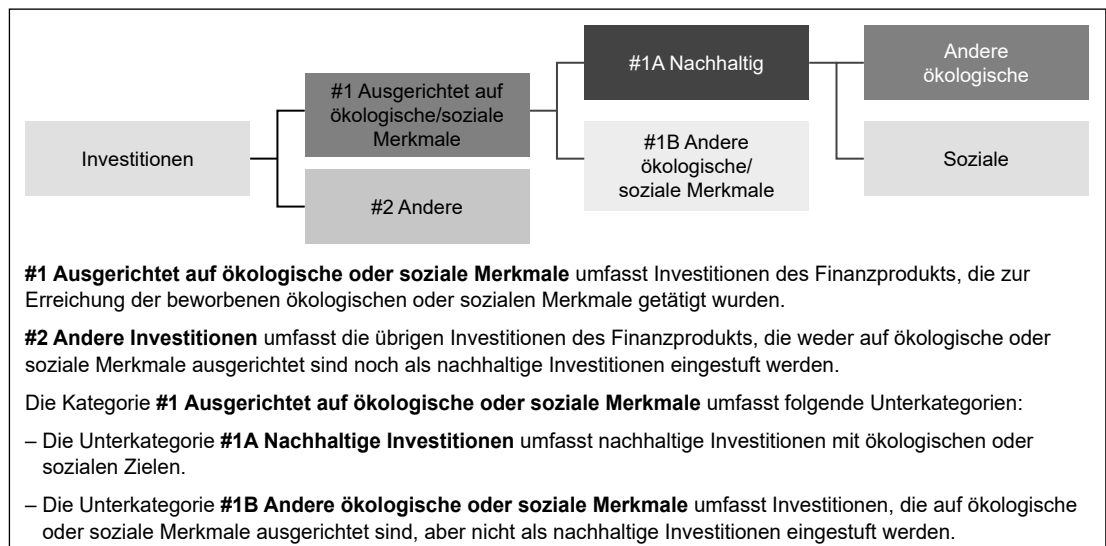 Investitionen
#1 Ausgerichtet auf
ökologische/soziale
Merkmale
#2 Andere
#1A Nachhaltig
#1B Andere
ökologische/
soziale Merkmale
Andere
ökologische
Soziale
#1 Ausgerichtet auf ökologische oder soziale Merkmale umfasst Investitionen des Finanzprodukts, die zur
Erreichung der beworbenen ökologischen oder sozialen Merkmale getätigt wurden.
#2 Andere Investitionen umfasst die übrigen Investitionen des Finanzprodukts, die weder auf ökologische oder
soziale Merkmale ausgerichtet sind noch als nachhaltige Investitionen eingestuft werden.
Die Kategorie #1 Ausgerichtet auf ökologische oder soziale Merkmale umfasst folgende Unterkategorien:
– Die Unterkategorie #1A Nachhaltige Investitionen umfasst nachhaltige Investitionen mit ökologischen oder
sozialen Zielen.
– Die Unterkategorie #1B Andere ökologische oder soziale Merkmale umfasst Investitionen, die auf ökologische
oder soziale Merkmale ausgerichtet sind, aber nicht als nachhaltige Investitionen eingestuft werden.